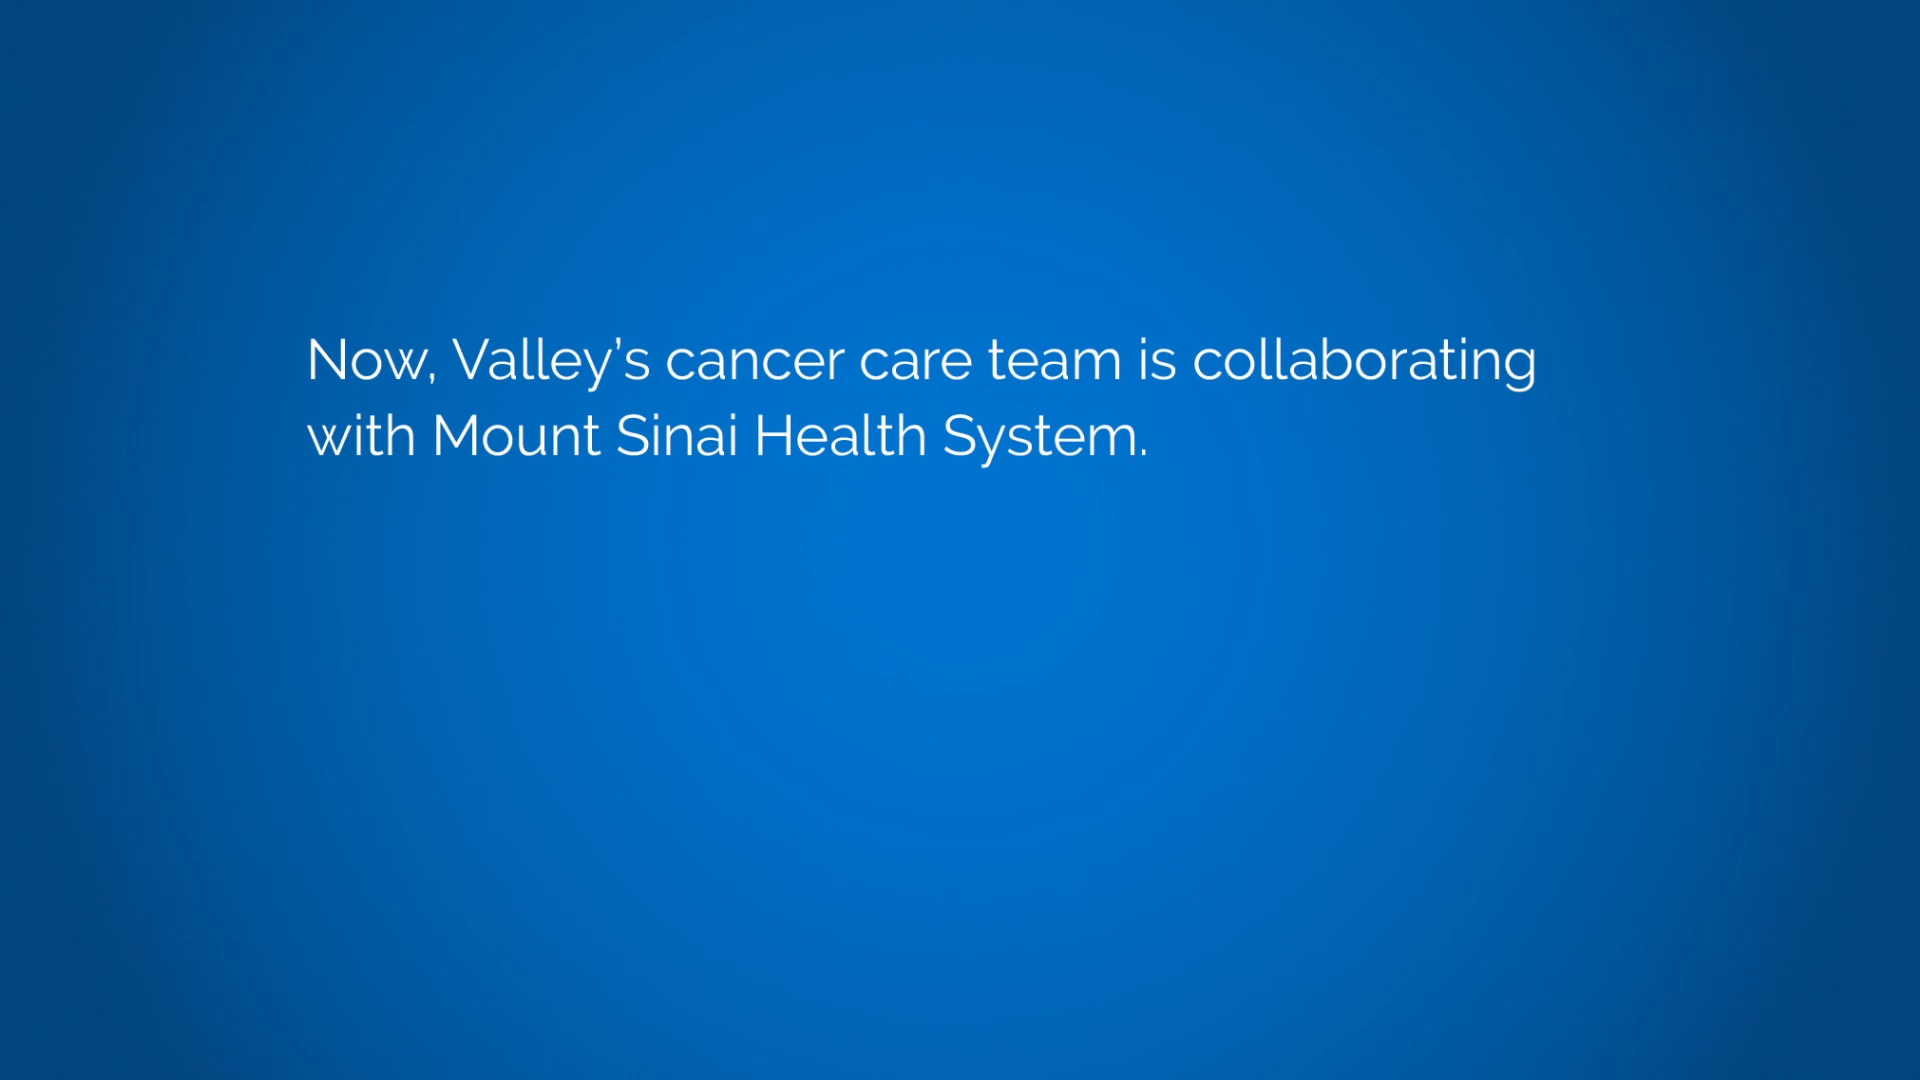 Now, Valley’s cancer care team is collaborating
with Mount Sinai Health System.